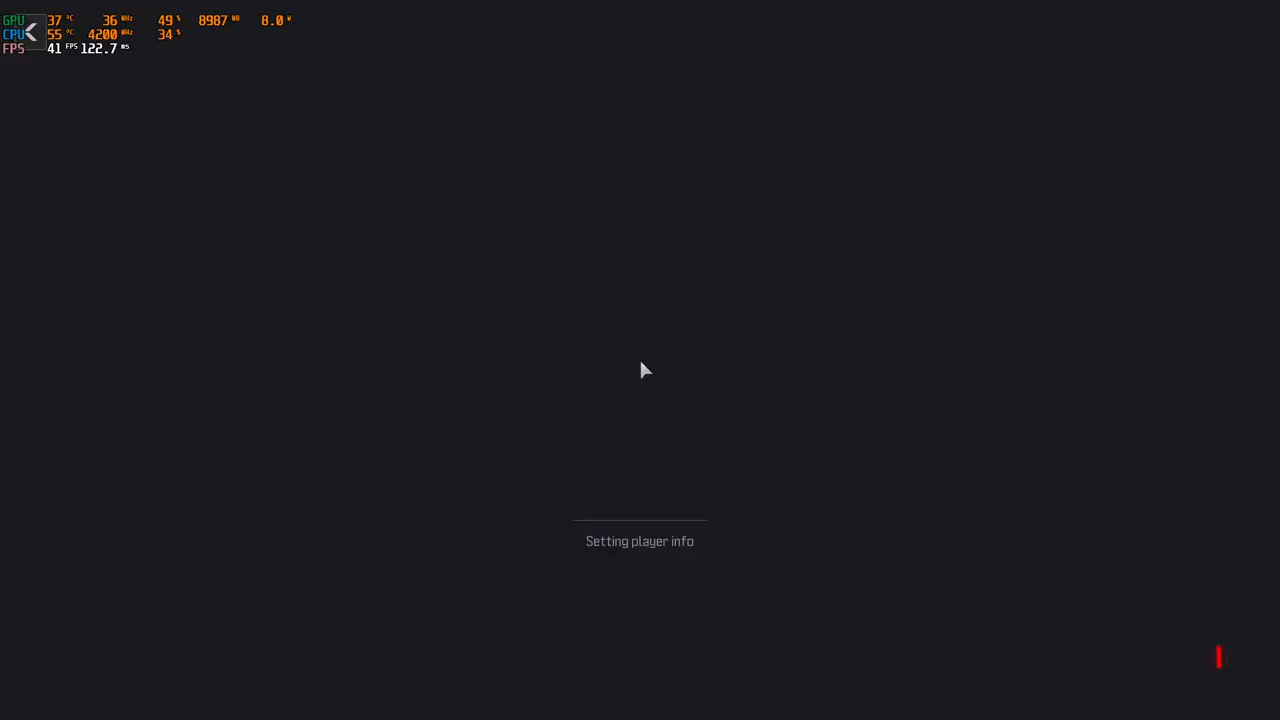 GPU 37 °C 36 MHz 49 % 8987 MB 8.0 W
CPU 55 °C 4200 MHz 34 %
FPS 41 FPS 122.7 ms
Setting player info